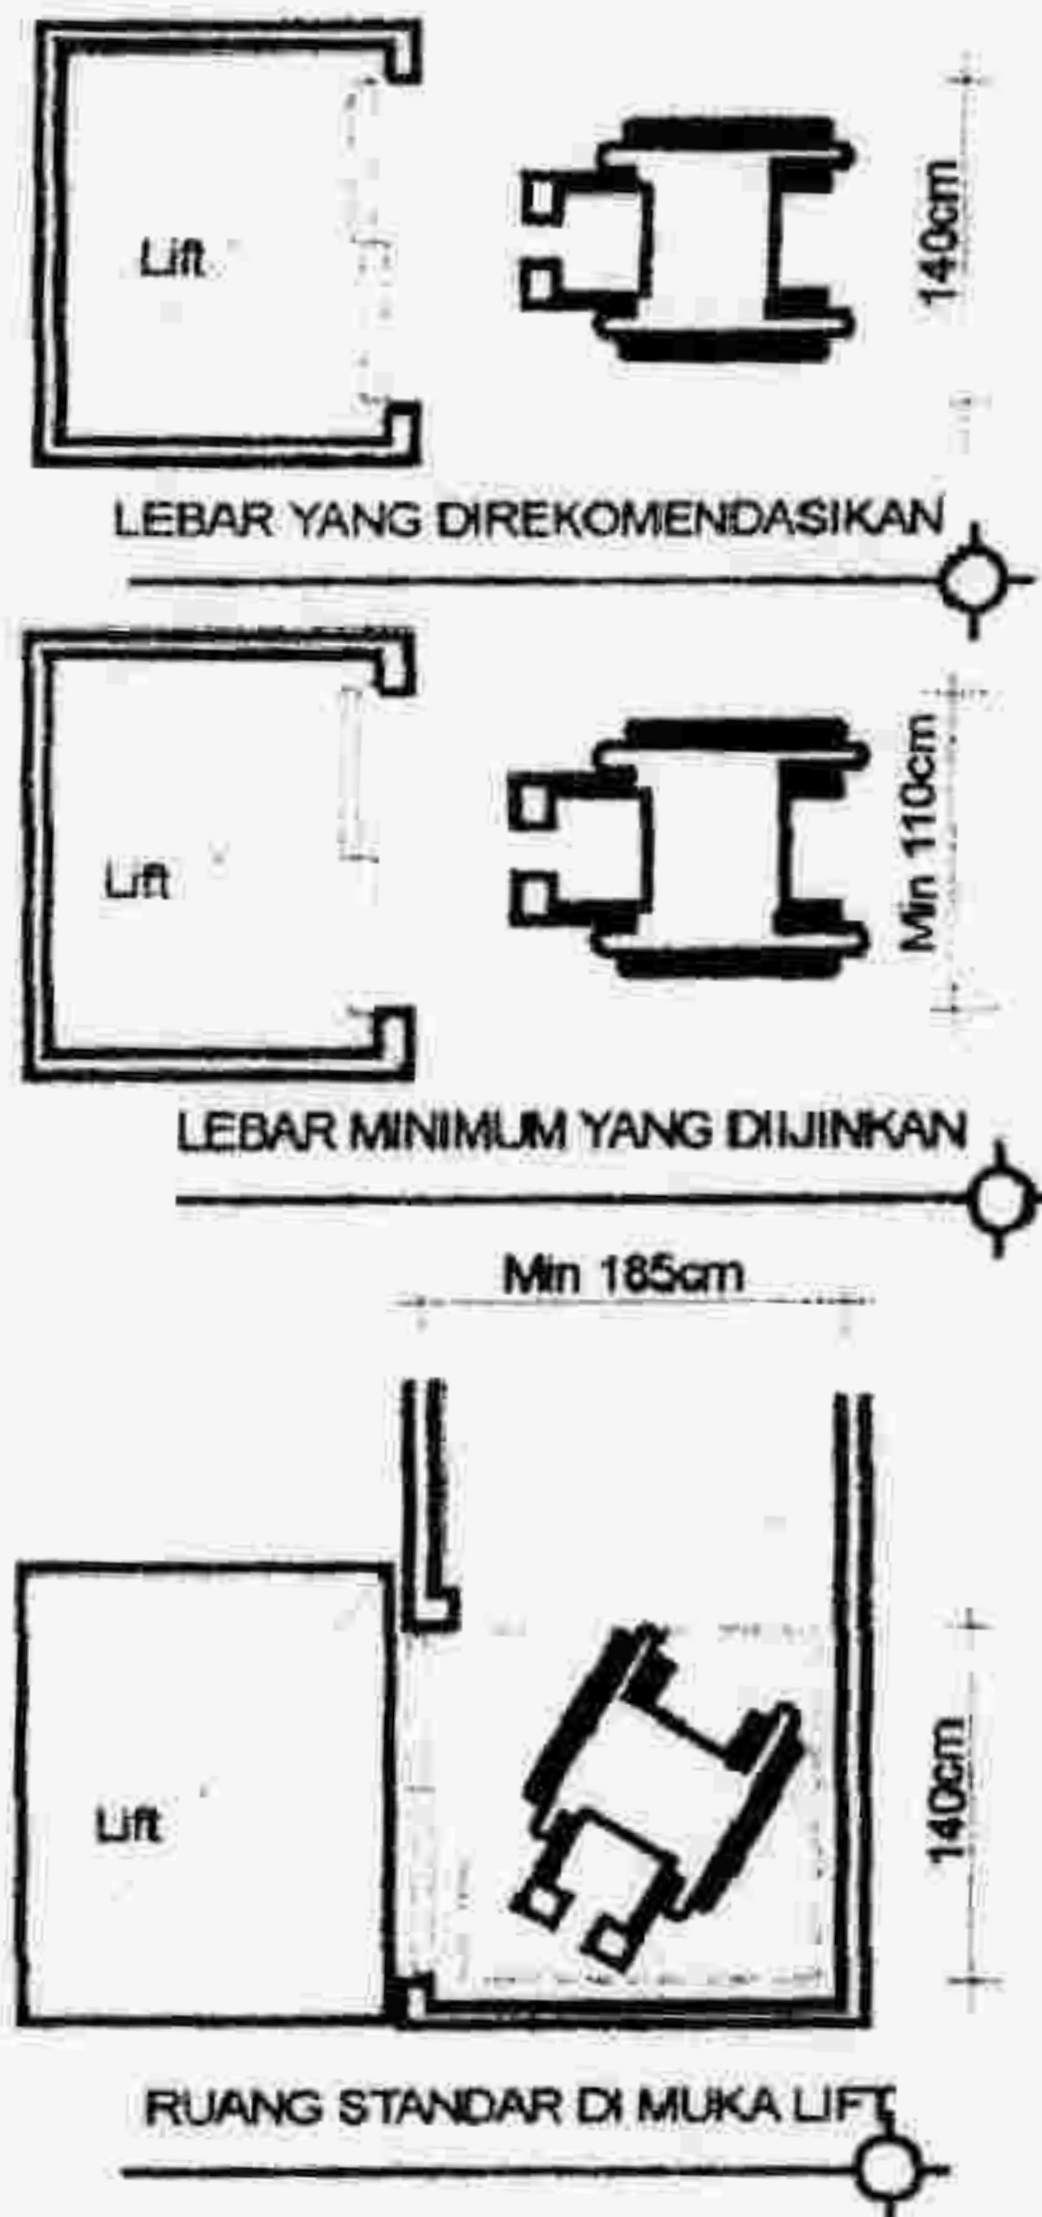 Lift
140cm
LEBAR YANG DIREKOMENDASIKAN
Lift
Min 110cm
LEBAR MINIMUM YANG DIIJINKAN
Min 185cm
Lift
140cm
RUANG STANDAR DI MUKA LIFT